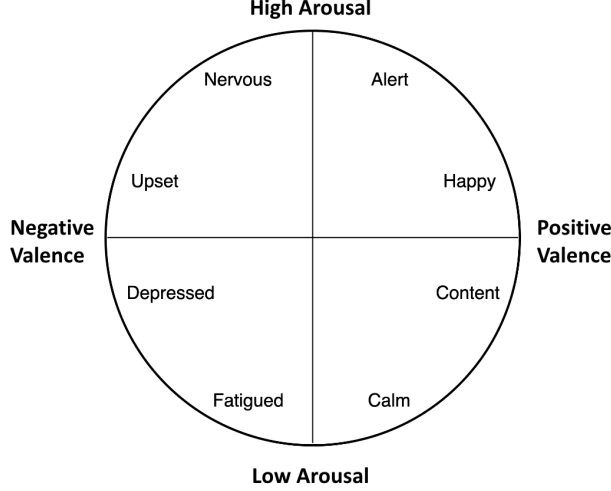 High Arousal
Nervous
Alert
Upset
Happy
Negative
Valence
Positive
Valence
Depressed
Content
Fatigued
Calm
Low Arousal